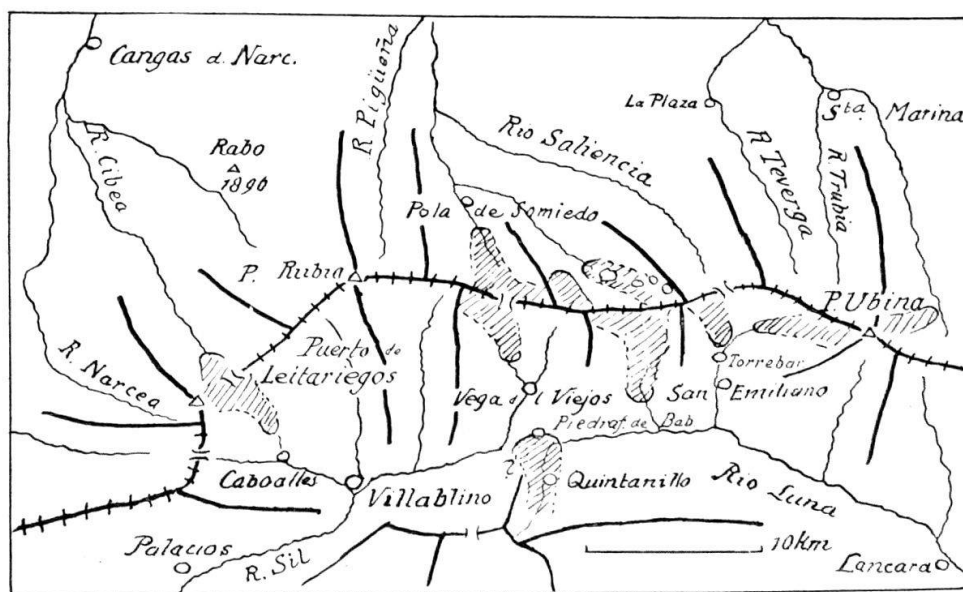 Cangas d. Narc.
R. Pigüeña
La Plaza
Sta. Marina
R. Cibea
Rabo
1890
Rio Saliencia
R. Teverga
R. Trubia
Pola de Somiedo
P. Rubia
P. Ubina
Puerto de
Leitariegos
R. Narcea
Torrebar
Vega d. l. Viejos
San Emiliano
Piedraf. de Bab
Caboalles
Villablino
?
Quintanillo
Rio Luna
Palacios
R. Sil
10 Km
Lancara